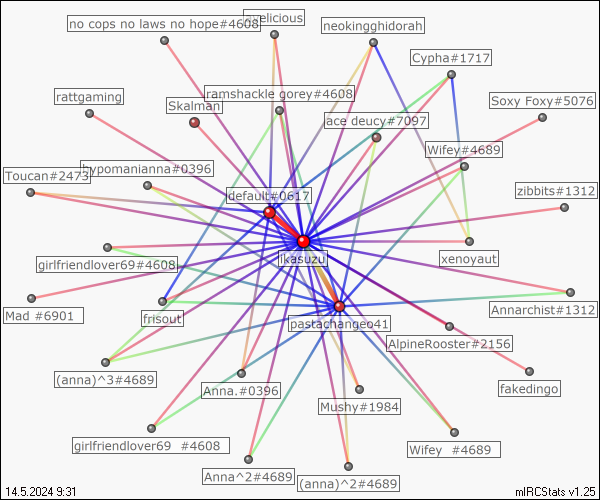 no cops no laws no hope#4608
elicious
neokingghidorah
Cypha#1717
rattgaming
ramshackle gorey#4608
Skalman
Soxy Foxy#5076
ace deucy#7097
Wifey#4689
Toucan#2473
hypomanianna#0396
default#0617
zibbits#1312
girlfriendlover69#4608
ikasuzu
xenoyaut
Mad #6901
frisout
pastachangeo41
Annarchist#1312
AlpineRooster#2156
(anna)^3#4689
Anna.#0396
Mushy#1984
fakedingo
girlfriendlover69 #4608
Wifey #4689
Anna^2#4689
(anna)^2#4689
14.5.2024 9:31
mIRCStats v1.25